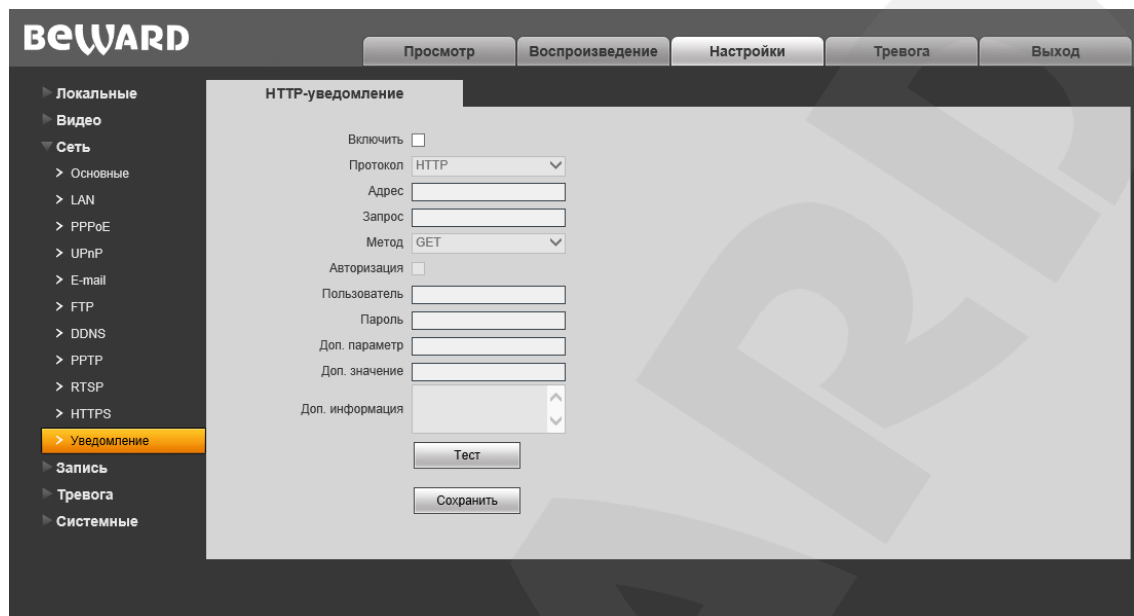 BEWARD
Просмотр
Воспроизведение
Настройки
Тревога
Выход
Локальные
Видео
Сеть
Основные
LAN
PPPoE
UPnP
E-mail
FTP
DDNS
PPTP
RTSP
HTTPS
Уведомление
Запись
Тревога
Системные
HTTP-уведомление
Включить
Протокол HTTP
Адрес
Запрос
Метод GET
Авторизация
Пользователь
Пароль
Доп. параметр
Доп. значение
Доп. информация
Тест
Сохранить